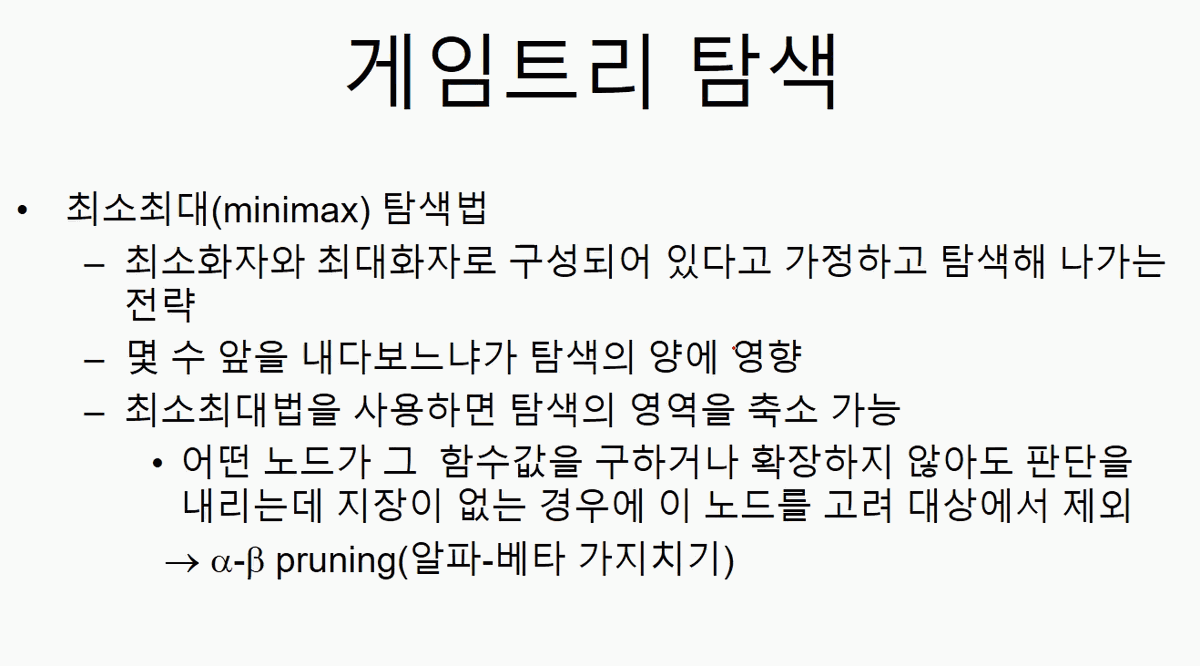 게임트리 탐색
• 최소최대(minimax) 탐색법
– 최소화자와 최대화자로 구성되어 있다고 가정하고 탐색해 나가는
전략
– 몇 수 앞을 내다보느냐가 탐색의 양에 영향
– 최소최대법을 사용하면 탐색의 영역을 축소 가능
• 어떤 노드가 그 함수값을 구하거나 확장하지 않아도 판단을
내리는데 지장이 없는 경우에 이 노드를 고려 대상에서 제외
→ α-β pruning(알파-베타 가지치기)